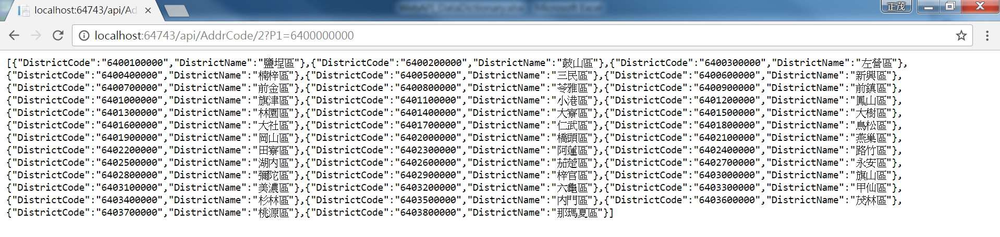 WebAPI_DataDictionary.xlsx - Microsoft Excel
正茂
localhost:64743/api/Ad
localhost:64743/api/AddrCode/2?P1=6400000000
[{"DistrictCode":"6400100000","DistrictName":"鹽埕區"},{"DistrictCode":"6400200000","DistrictName":"鼓山區"},{"DistrictCode":"6400300000","DistrictName":"左營區"},
{"DistrictCode":"6400400000","DistrictName":"楠梓區"},{"DistrictCode":"6400500000","DistrictName":"三民區"},{"DistrictCode":"6400600000","DistrictName":"新興區"},
{"DistrictCode":"6400700000","DistrictName":"前金區"},{"DistrictCode":"6400800000","DistrictName":"苓雅區"},{"DistrictCode":"6400900000","DistrictName":"前鎮區"},
{"DistrictCode":"6401000000","DistrictName":"旗津區"},{"DistrictCode":"6401100000","DistrictName":"小港區"},{"DistrictCode":"6401200000","DistrictName":"鳳山區"},
{"DistrictCode":"6401300000","DistrictName":"林園區"},{"DistrictCode":"6401400000","DistrictName":"大寮區"},{"DistrictCode":"6401500000","DistrictName":"大樹區"},
{"DistrictCode":"6401600000","DistrictName":"大社區"},{"DistrictCode":"6401700000","DistrictName":"仁武區"},{"DistrictCode":"6401800000","DistrictName":"鳥松區"},
{"DistrictCode":"6401900000","DistrictName":"岡山區"},{"DistrictCode":"6402000000","DistrictName":"橋頭區"},{"DistrictCode":"6402100000","DistrictName":"燕巢區"},
{"DistrictCode":"6402200000","DistrictName":"田寮區"},{"DistrictCode":"6402300000","DistrictName":"阿蓮區"},{"DistrictCode":"6402400000","DistrictName":"路竹區"},
{"DistrictCode":"6402500000","DistrictName":"湖內區"},{"DistrictCode":"6402600000","DistrictName":"茄萣區"},{"DistrictCode":"6402700000","DistrictName":"永安區"},
{"DistrictCode":"6402800000","DistrictName":"彌陀區"},{"DistrictCode":"6402900000","DistrictName":"梓官區"},{"DistrictCode":"6403000000","DistrictName":"旗山區"},
{"DistrictCode":"6403100000","DistrictName":"美濃區"},{"DistrictCode":"6403200000","DistrictName":"六龜區"},{"DistrictCode":"6403300000","DistrictName":"甲仙區"},
{"DistrictCode":"6403400000","DistrictName":"杉林區"},{"DistrictCode":"6403500000","DistrictName":"內門區"},{"DistrictCode":"6403600000","DistrictName":"茂林區"},
{"DistrictCode":"6403700000","DistrictName":"桃源區"},{"DistrictCode":"6403800000","DistrictName":"那瑪夏區"}]